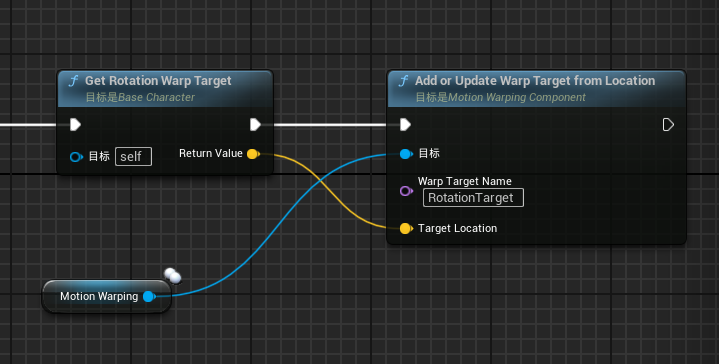 Get Rotation Warp Target
目标是Base Character
目标
self
Return Value
Add or Update Warp Target from Location
目标是Motion Warping Component
目标
Warp Target Name
RotationTarget
Target Location
Motion Warping